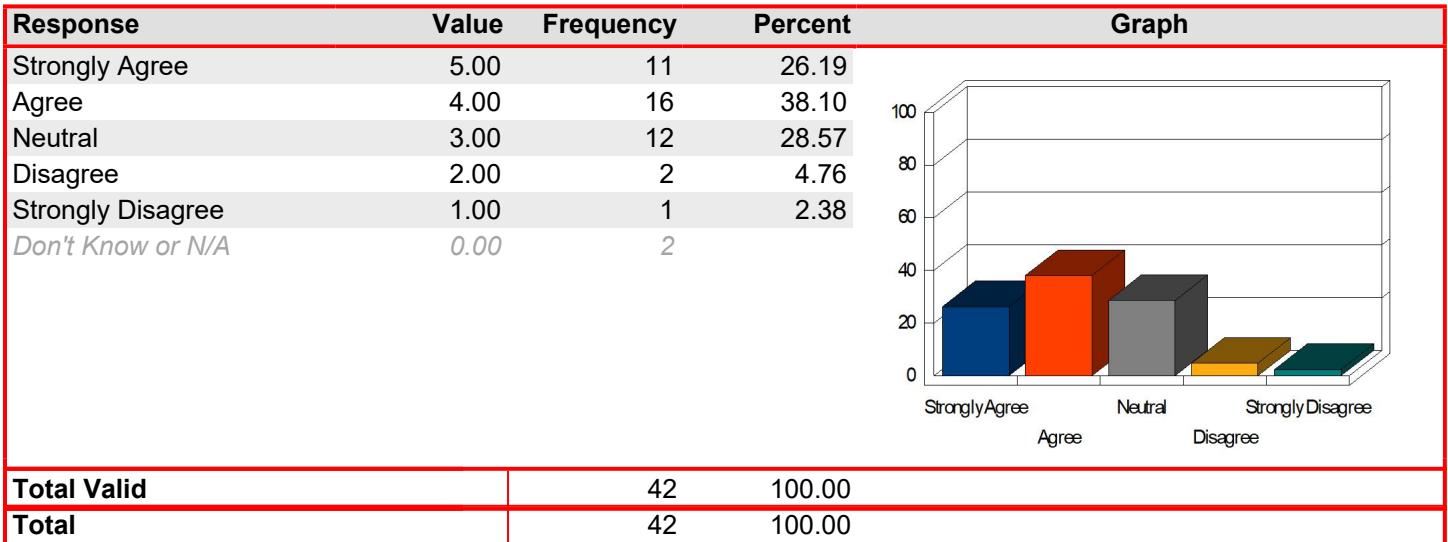 Response Value Frequency Percent Graph
Strongly Agree 5.00 11 26.19
Agree 4.00 16 38.10
Neutral 3.00 12 28.57
Disagree 2.00 2 4.76
Strongly Disagree 1.00 1 2.38
Don't Know or N/A 0.00 2
100
80
60
40
20
0
Strongly Agree Neutral Strongly Disagree
Agree Disagree
Total Valid 42 100.00
Total 42 100.00